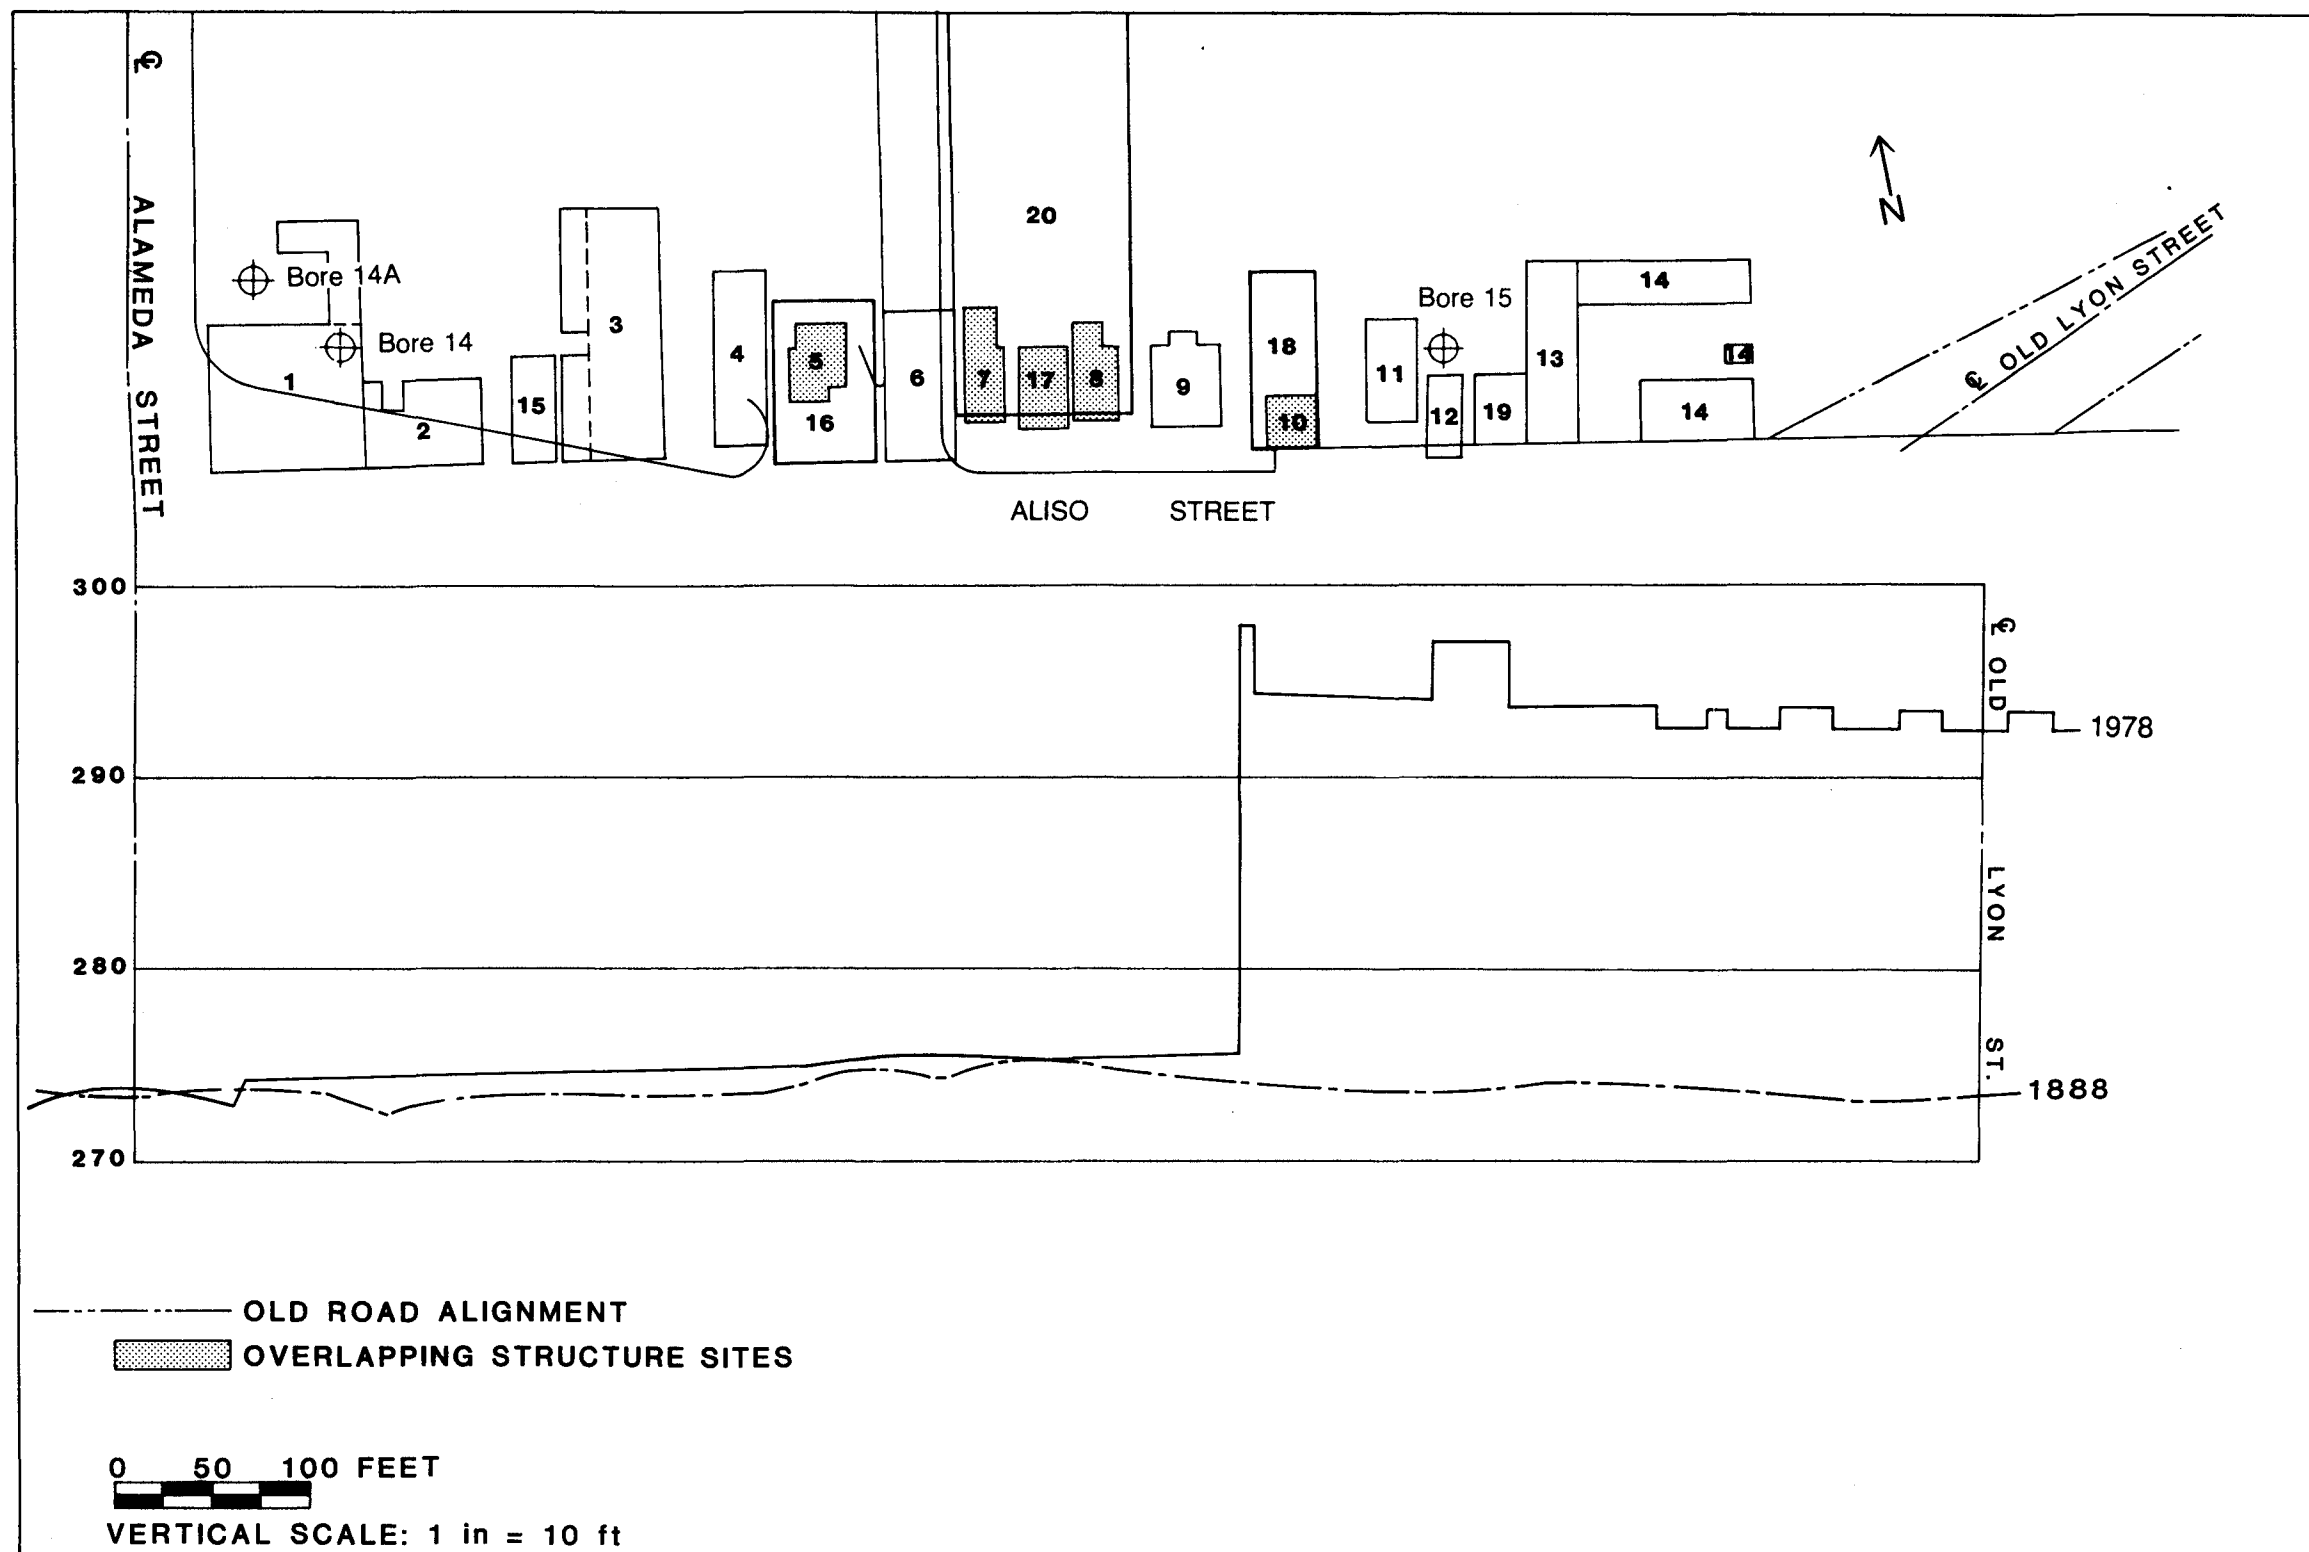 ℄
ALAMEDA STREET
Bore 14A
Bore 14
1
2
15
3
4
5
16
6
7
17
8
20
9
18
10
11
Bore 15
12
19
13
14
14
14
N
℄ OLD LYON STREET
ALISO STREET
300
290
280
270
℄ OLD LYON ST.
1978
1888
OLD ROAD ALIGNMENT
OVERLAPPING STRUCTURE SITES
0 50 100 FEET
VERTICAL SCALE: 1 in = 10 ft